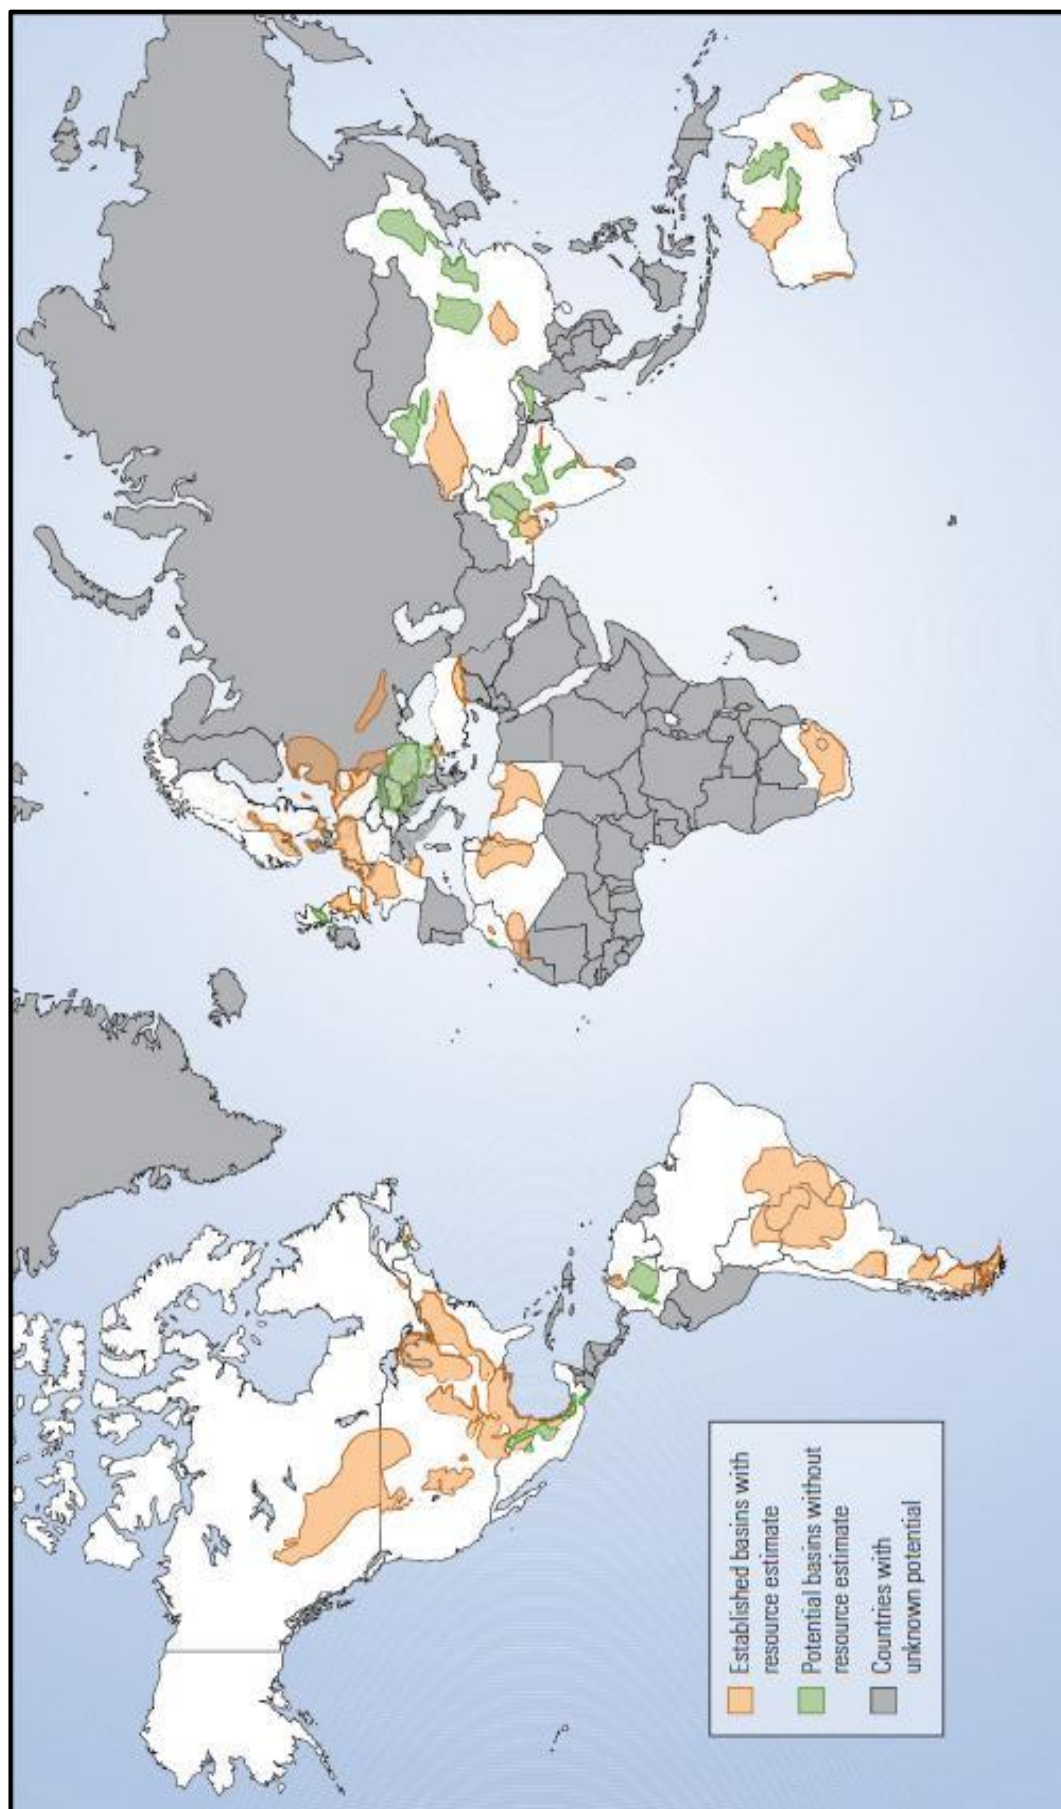 Established basins with
resource estimate
Potential basins without
resource estimate
Countries with
unknown potential